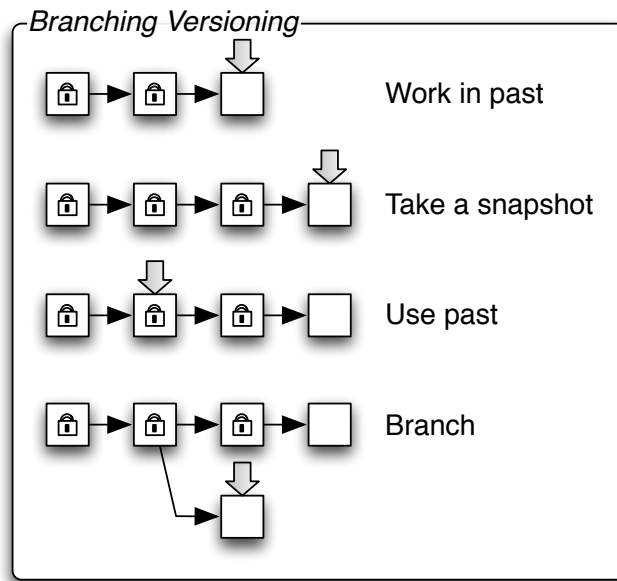 Branching Versioning
Work in past
Take a snapshot
Use past
Branch